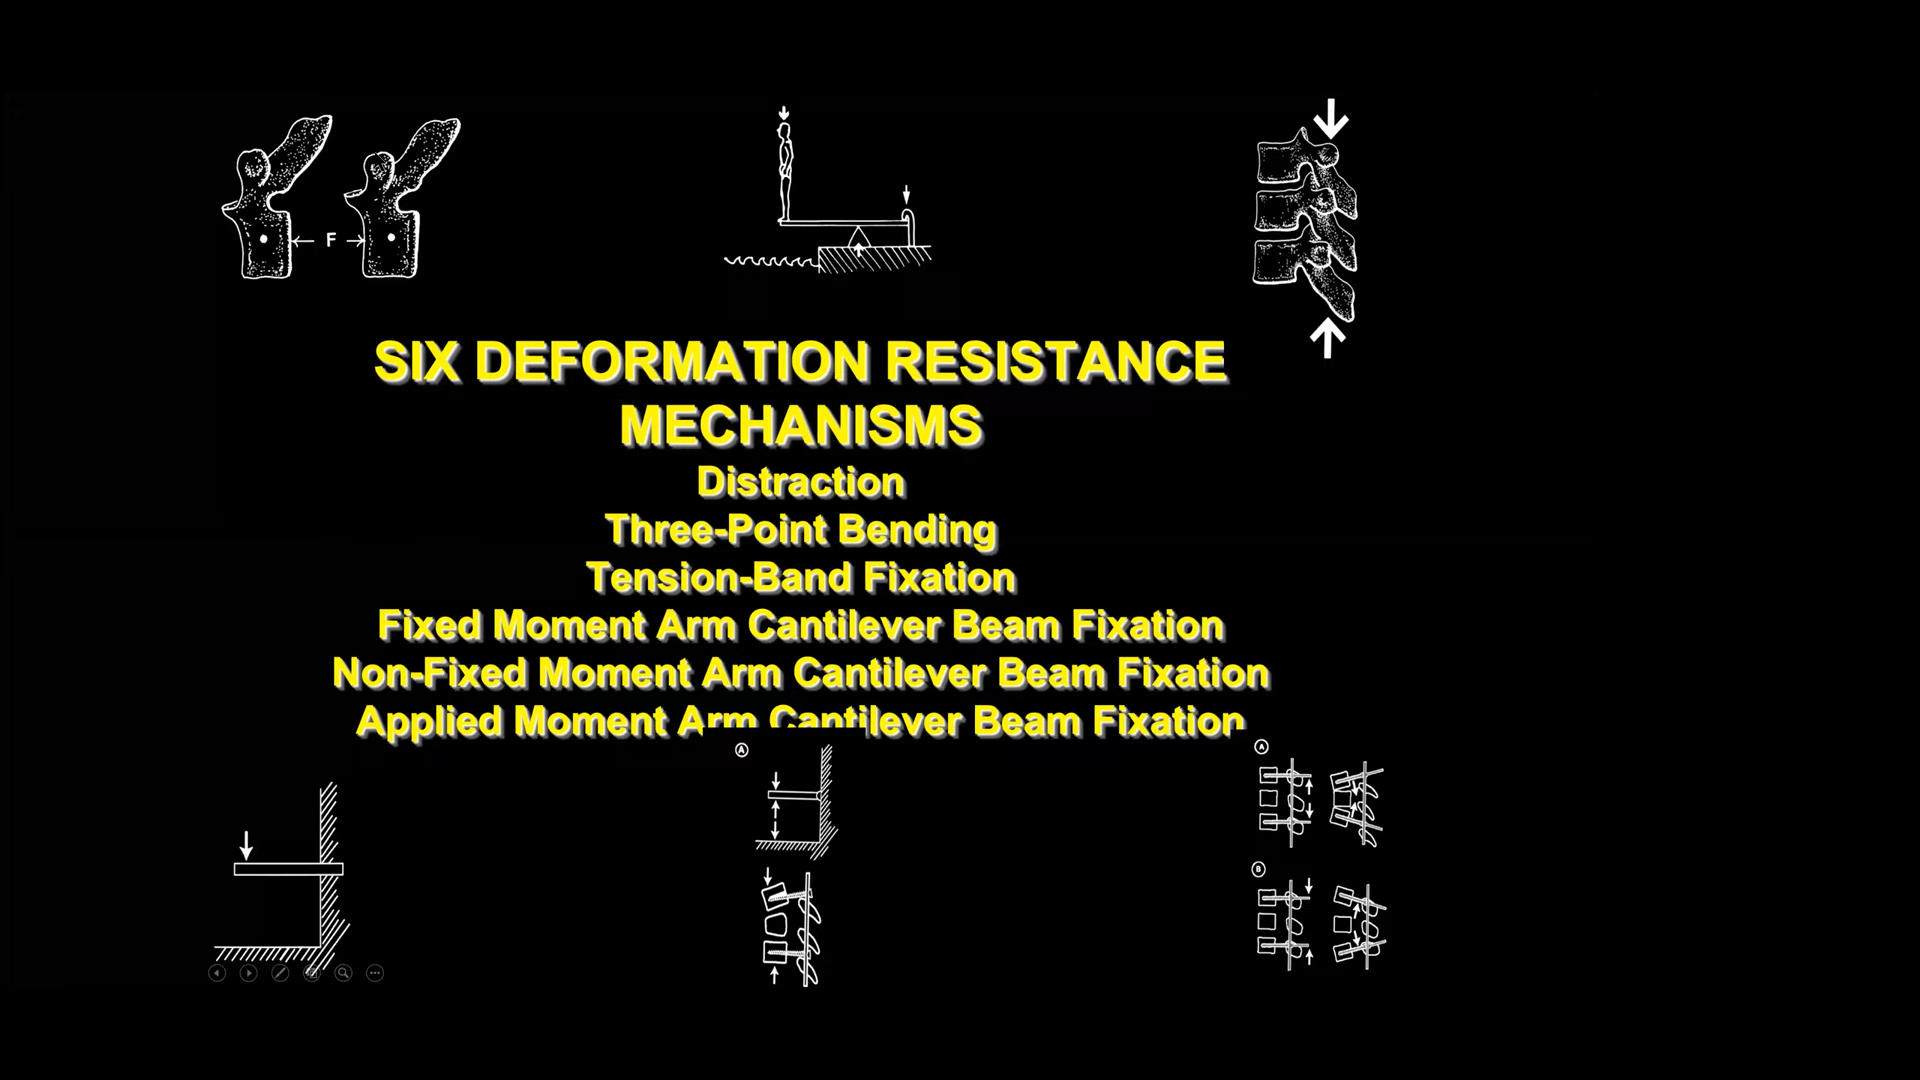 F
SIX DEFORMATION RESISTANCE
MECHANISMS
Distraction
Three-Point Bending
Tension-Band Fixation
Fixed Moment Arm Cantilever Beam Fixation
Non-Fixed Moment Arm Cantilever Beam Fixation
Applied Moment Arm Cantilever Beam Fixation
A
A
B